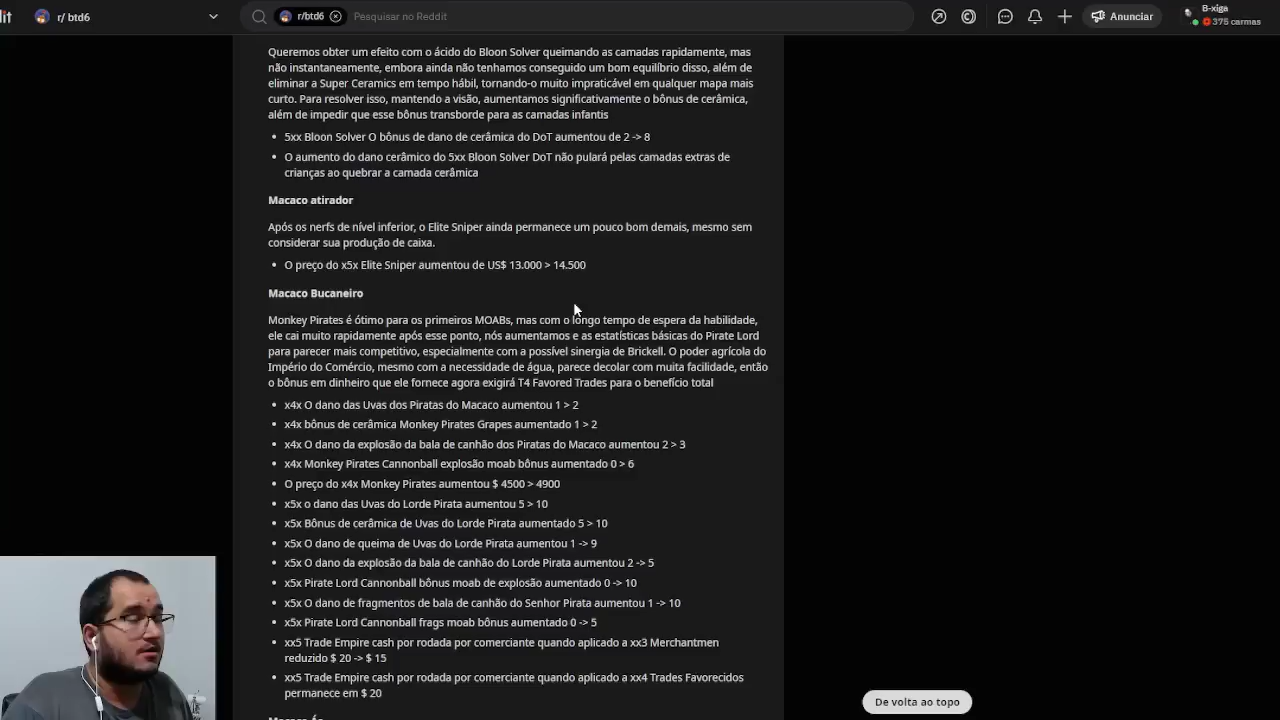 it
r/ btd6
r/btd6
Pesquisar no Reddit
Anunciar
B-xiga
375 carmas
Queremos obter um efeito com o ácido do Bloon Solver queimando as camadas rapidamente, mas
não instantaneamente, embora ainda não tenhamos conseguido um bom equilíbrio disso, além de
eliminar a Super Ceramics em tempo hábil, tornando-o muito impraticável em qualquer mapa mais
curto. Para resolver isso, mantendo a visão, aumentamos significativamente o bônus de cerâmica,
além de impedir que esse bônus transborde para as camadas infantis
• 5xx Bloon Solver O bônus de dano de cerâmica do DoT aumentou de 2 -> 8
• O aumento do dano cerâmico do 5xx Bloon Solver DoT não pulará pelas camadas extras de
crianças ao quebrar a camada cerâmica
Macaco atirador
Após os nerfs de nível inferior, o Elite Sniper ainda permanece um pouco bom demais, mesmo sem
considerar sua produção de caixa.
• O preço do x5x Elite Sniper aumentou de US$ 13.000 > 14.500
Macaco Bucaneiro
Monkey Pirates é ótimo para os primeiros MOABs, mas com o longo tempo de espera da habilidade,
ele cai muito rapidamente após esse ponto, nós aumentamos e as estatísticas básicas do Pirate Lord
para parecer mais competitivo, especialmente com a possível sinergia de Brickell. O poder agrícola do
Império do Comércio, mesmo com a necessidade de água, parece decolar com muita facilidade, então
o bônus em dinheiro que ele fornece agora exigirá T4 Favored Trades para o benefício total
• x4x O dano das Uvas dos Piratas do Macaco aumentou 1 > 2
• x4x bônus de cerâmica Monkey Pirates Grapes aumentado 1 > 2
• x4x O dano da explosão da bala de canhão dos Piratas do Macaco aumentou 2 > 3
• x4x Monkey Pirates Cannonball explosão moab bônus aumentado 0 > 6
• O preço do x4x Monkey Pirates aumentou $ 4500 > 4900
• x5x o dano das Uvas do Lorde Pirata aumentou 5 > 10
• x5x Bônus de cerâmica de Uvas do Lorde Pirata aumentado 5 > 10
• x5x O dano de queima de Uvas do Lorde Pirata aumentou 1 -> 9
• x5x O dano da explosão da bala de canhão do Lorde Pirata aumentou 2 -> 5
• x5x Pirate Lord Cannonball bônus moab de explosão aumentado 0 -> 10
• x5x O dano de fragmentos de bala de canhão do Senhor Pirata aumentou 1 -> 10
• x5x Pirate Lord Cannonball frags moab bônus aumentou 0 -> 5
• xx5 Trade Empire cash por rodada por comerciante quando aplicado a xx3 Merchantmen
reduzido $ 20 -> $ 15
• xx5 Trade Empire cash por rodada por comerciante quando aplicado a xx4 Trades Favorecidos
permanece em $ 20
De volta ao topo